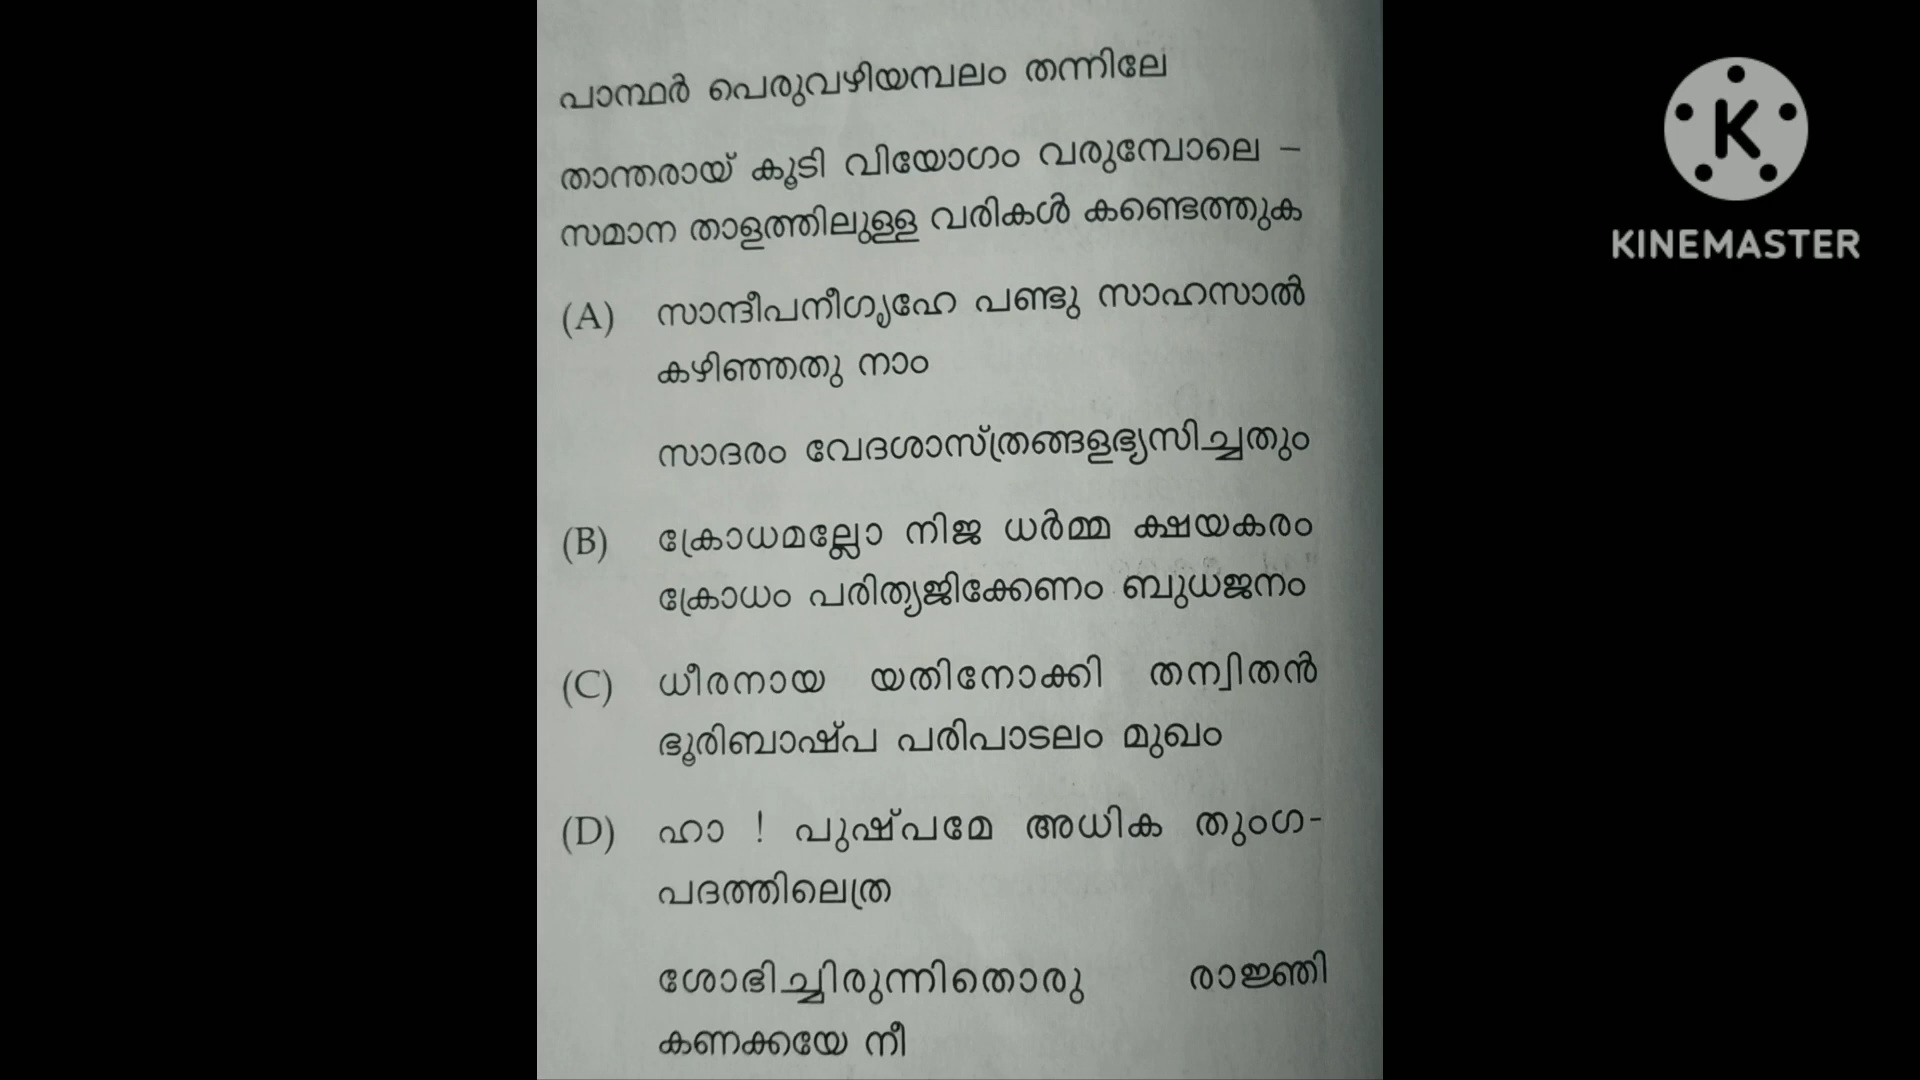 പാന്ഥർ പെരുവഴിയമ്പലം തന്നിലേ
താന്തരായ് കൂടി വിയോഗം വരുമ്പോലെ –
സമാന താളത്തിലുള്ള വരികൾ കണ്ടെത്തുക
(A) സാന്ദീപനീഗൃഹേ പണ്ടു സാഹസാൽ
കഴിഞ്ഞതു നാം
സാദരം വേദശാസ്ത്രങ്ങളഭ്യസിച്ചതും
(B) ക്രോധമല്ലോ നിജ ധർമ്മ ക്ഷയകരം
ക്രോധം പരിത്യജിക്കേണം ബുധജനം
(C) ധീരനായ യതിനോക്കി തന്വിതൻ
ഭൂരിബാഷ്പ പരിപാടലം മുഖം
(D) ഹാ ! പുഷ്പമേ അധിക തുംഗ-
പദത്തിലെത്ര
ശോഭിച്ചിരുന്നിതൊരു രാജ്ഞി
കണക്കയേ നീ
K
KINEMASTER